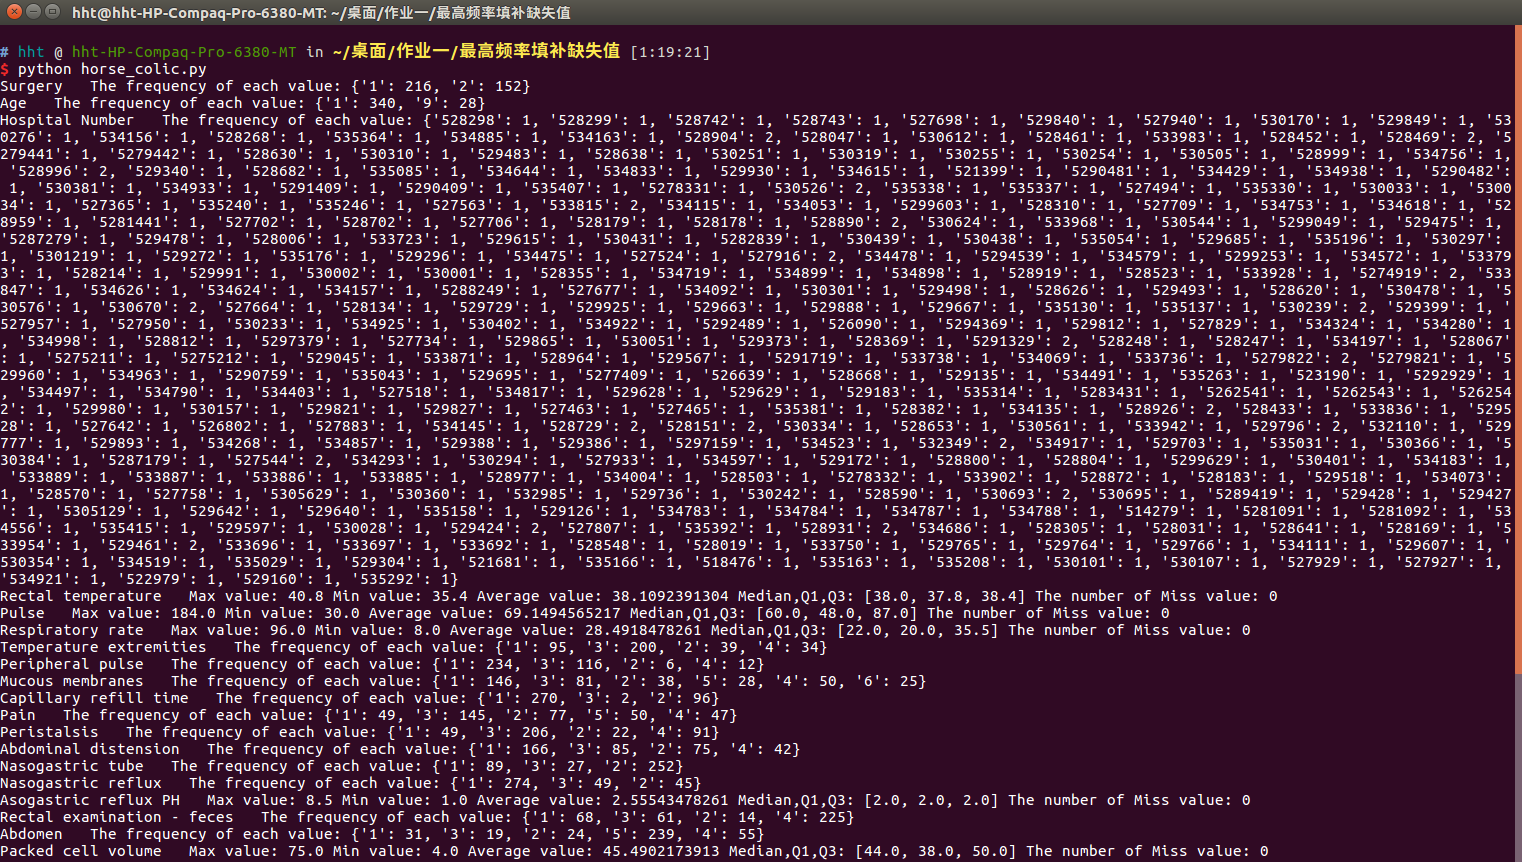 hht@hht-HP-Compaq-Pro-6380-MT: ~/桌面/作业一/最高频率填补缺失值
# hht @ hht-HP-Compaq-Pro-6380-MT in ~/桌面/作业一/最高频率填补缺失值 [1:19:21]
$ python horse_colic.py
Surgery   The frequency of each value: {'1': 216, '2': 152}
Age   The frequency of each value: {'1': 340, '9': 28}
Hospital Number   The frequency of each value: {'528298': 1, '528299': 1, '528742': 1, '528743': 1, '527698': 1, '529840': 1, '527940': 1, '530170': 1, '529849': 1, '53
0276': 1, '534156': 1, '528268': 1, '535364': 1, '534885': 1, '534163': 1, '528904': 2, '528047': 1, '530612': 1, '528461': 1, '533983': 1, '528452': 1, '528469': 2, '5
279441': 1, '5279442': 1, '528630': 1, '530310': 1, '529483': 1, '528638': 1, '530251': 1, '530319': 1, '530255': 1, '530254': 1, '530505': 1, '528999': 1, '534756': 1,
 '528996': 2, '529340': 1, '528682': 1, '535085': 1, '534644': 1, '534833': 1, '529930': 1, '534615': 1, '521399': 1, '5290481': 1, '534429': 1, '534938': 1, '5290482':
 1, '530381': 1, '534933': 1, '5291409': 1, '5290409': 1, '535407': 1, '5278331': 1, '530526': 2, '535338': 1, '535337': 1, '527494': 1, '535330': 1, '530033': 1, '5300
34': 1, '527365': 1, '535240': 1, '535246': 1, '527563': 1, '533815': 2, '534115': 1, '534053': 1, '5299603': 1, '528310': 1, '527709': 1, '534753': 1, '534618': 1, '52
8959': 1, '5281441': 1, '527702': 1, '528702': 1, '527706': 1, '528179': 1, '528178': 1, '528890': 2, '530624': 1, '533968': 1, '530544': 1, '5299049': 1, '529475': 1,
'5287279': 1, '529478': 1, '528006': 1, '533723': 1, '529615': 1, '530431': 1, '5282839': 1, '530439': 1, '530438': 1, '535054': 1, '529685': 1, '535196': 1, '530297':
1, '5301219': 1, '529272': 1, '535176': 1, '529296': 1, '534475': 1, '527524': 1, '527916': 2, '534478': 1, '5294539': 1, '534579': 1, '5299253': 1, '534572': 1, '53379
3': 1, '528214': 1, '529991': 1, '530002': 1, '530001': 1, '528355': 1, '534719': 1, '534899': 1, '534898': 1, '528919': 1, '528523': 1, '533928': 1, '5274919': 2, '533
847': 1, '534626': 1, '534624': 1, '534157': 1, '5288249': 1, '527677': 1, '534092': 1, '530301': 1, '529498': 1, '528626': 1, '529493': 1, '528620': 1, '530478': 1, '5
30576': 1, '530670': 2, '527664': 1, '528134': 1, '529729': 1, '529925': 1, '529663': 1, '529888': 1, '529667': 1, '535130': 1, '535137': 1, '530239': 2, '529399': 1, '
527957': 1, '527950': 1, '530233': 1, '534925': 1, '530402': 1, '534922': 1, '5292489': 1, '526090': 1, '5294369': 1, '529812': 1, '527829': 1, '534324': 1, '534280': 1
, '534998': 1, '528812': 1, '5297379': 1, '527734': 1, '529865': 1, '530051': 1, '529373': 1, '528369': 1, '5291329': 2, '528248': 1, '528247': 1, '534197': 1, '528067'
: 1, '5275211': 1, '5275212': 1, '529045': 1, '533871': 1, '528964': 1, '529567': 1, '5291719': 1, '533738': 1, '534069': 1, '533736': 1, '5279822': 2, '5279821': 1, '5
29960': 1, '534963': 1, '5290759': 1, '535043': 1, '529695': 1, '5277409': 1, '526639': 1, '528668': 1, '529135': 1, '534491': 1, '535263': 1, '523190': 1, '5292929': 1
, '534497': 1, '534790': 1, '534403': 1, '527518': 1, '534817': 1, '529628': 1, '529629': 1, '529183': 1, '535314': 1, '5283431': 1, '5262541': 1, '5262543': 1, '526254
2': 1, '529980': 1, '530157': 1, '529821': 1, '529827': 1, '527463': 1, '527465': 1, '535381': 1, '528382': 1, '534135': 1, '528926': 2, '528433': 1, '533836': 1, '5295
28': 1, '527642': 1, '526802': 1, '527883': 1, '534145': 1, '528729': 2, '528151': 2, '530334': 1, '528653': 1, '530561': 1, '533942': 1, '529796': 2, '532110': 1, '529
777': 1, '529893': 1, '534268': 1, '534857': 1, '529388': 1, '529386': 1, '5297159': 1, '534523': 1, '532349': 2, '534917': 1, '529703': 1, '535031': 1, '530366': 1, '5
30384': 1, '5287179': 1, '527544': 2, '534293': 1, '530294': 1, '527933': 1, '534597': 1, '529172': 1, '528800': 1, '528804': 1, '5299629': 1, '530401': 1, '534183': 1,
 '533889': 1, '533887': 1, '533886': 1, '533885': 1, '528977': 1, '534004': 1, '528503': 1, '5278332': 1, '533902': 1, '528872': 1, '528183': 1, '529518': 1, '534073':
1, '528570': 1, '527758': 1, '5305629': 1, '530360': 1, '532985': 1, '529736': 1, '530242': 1, '528590': 1, '530693': 2, '530695': 1, '5289419': 1, '529428': 1, '529427
': 1, '5305129': 1, '529642': 1, '529640': 1, '535158': 1, '529126': 1, '534783': 1, '534784': 1, '534787': 1, '534788': 1, '514279': 1, '5281091': 1, '5281092': 1, '53
4556': 1, '535415': 1, '529597': 1, '530028': 1, '529424': 2, '527807': 1, '535392': 1, '528931': 2, '534686': 1, '528305': 1, '528031': 1, '528641': 1, '528169': 1, '5
33954': 1, '529461': 2, '533696': 1, '533697': 1, '533692': 1, '528548': 1, '528019': 1, '533750': 1, '529765': 1, '529764': 1, '529766': 1, '534111': 1, '529607': 1, '
530354': 1, '534519': 1, '535029': 1, '529304': 1, '521681': 1, '535166': 1, '518476': 1, '535163': 1, '535208': 1, '530101': 1, '530107': 1, '527929': 1, '527927': 1,
'534921': 1, '522979': 1, '529160': 1, '535292': 1}
Rectal temperature   Max value: 40.8 Min value: 35.4 Average value: 38.1092391304 Median,Q1,Q3: [38.0, 37.8, 38.4] The number of Miss value: 0
Pulse   Max value: 184.0 Min value: 30.0 Average value: 69.1494565217 Median,Q1,Q3: [60.0, 48.0, 87.0] The number of Miss value: 0
Respiratory rate   Max value: 96.0 Min value: 8.0 Average value: 28.4918478261 Median,Q1,Q3: [22.0, 20.0, 35.5] The number of Miss value: 0
Temperature extremities   The frequency of each value: {'1': 95, '3': 200, '2': 39, '4': 34}
Peripheral pulse   The frequency of each value: {'1': 234, '3': 116, '2': 6, '4': 12}
Mucous membranes   The frequency of each value: {'1': 146, '3': 81, '2': 38, '5': 28, '4': 50, '6': 25}
Capillary refill time   The frequency of each value: {'1': 270, '3': 2, '2': 96}
Pain   The frequency of each value: {'1': 49, '3': 145, '2': 77, '5': 50, '4': 47}
Peristalsis   The frequency of each value: {'1': 49, '3': 206, '2': 22, '4': 91}
Abdominal distension   The frequency of each value: {'1': 166, '3': 85, '2': 75, '4': 42}
Nasogastric tube   The frequency of each value: {'1': 89, '3': 27, '2': 252}
Nasogastric reflux   The frequency of each value: {'1': 274, '3': 49, '2': 45}
Asogastric reflux PH   Max value: 8.5 Min value: 1.0 Average value: 2.55543478261 Median,Q1,Q3: [2.0, 2.0, 2.0] The number of Miss value: 0
Rectal examination - feces   The frequency of each value: {'1': 68, '3': 61, '2': 14, '4': 225}
Abdomen   The frequency of each value: {'1': 31, '3': 19, '2': 24, '5': 239, '4': 55}
Packed cell volume   Max value: 75.0 Min value: 4.0 Average value: 45.4902173913 Median,Q1,Q3: [44.0, 38.0, 50.0] The number of Miss value: 0